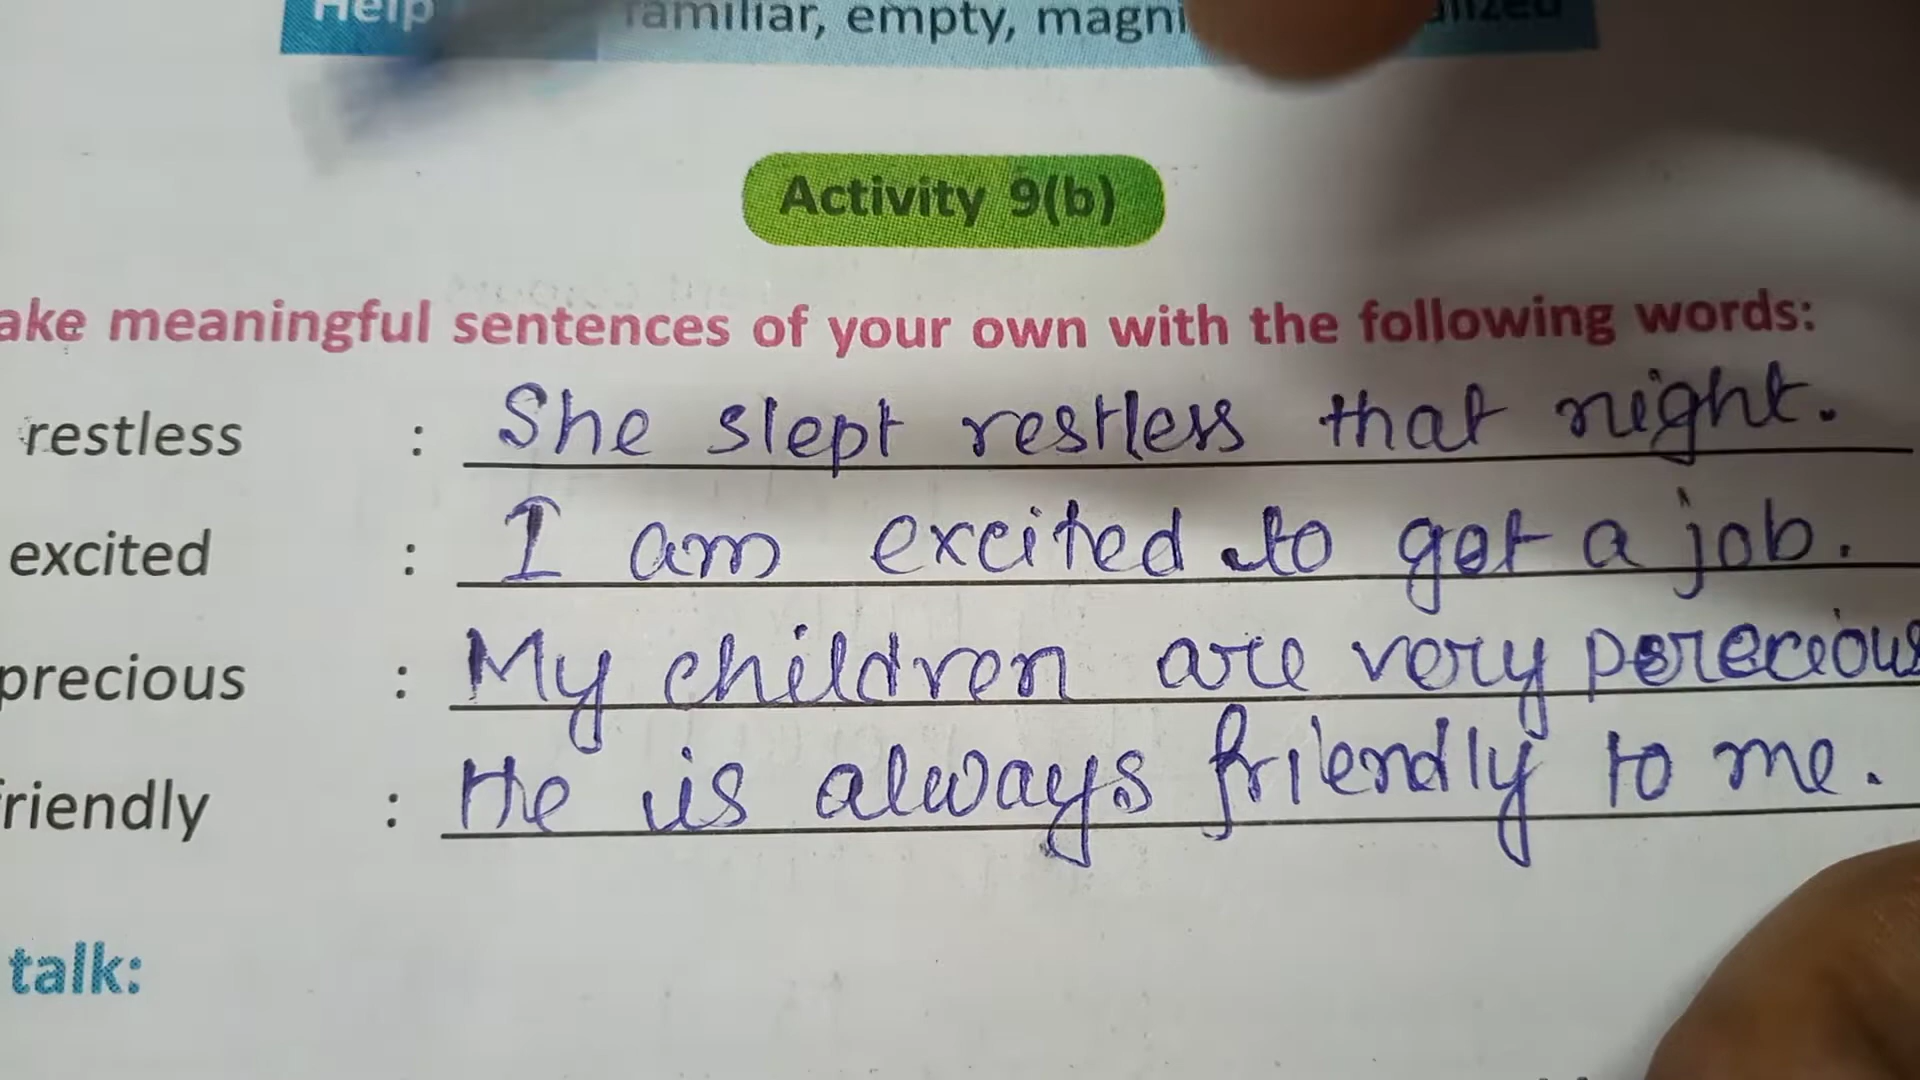 Help familiar, empty,
Activity 9(b)
ake meaningful sentences of your own with the following words:
restless : She slept restless that night.
excited : I am excited to get a job.
precious : My children are very perecious
friendly : He is always friendly to me.
talk: